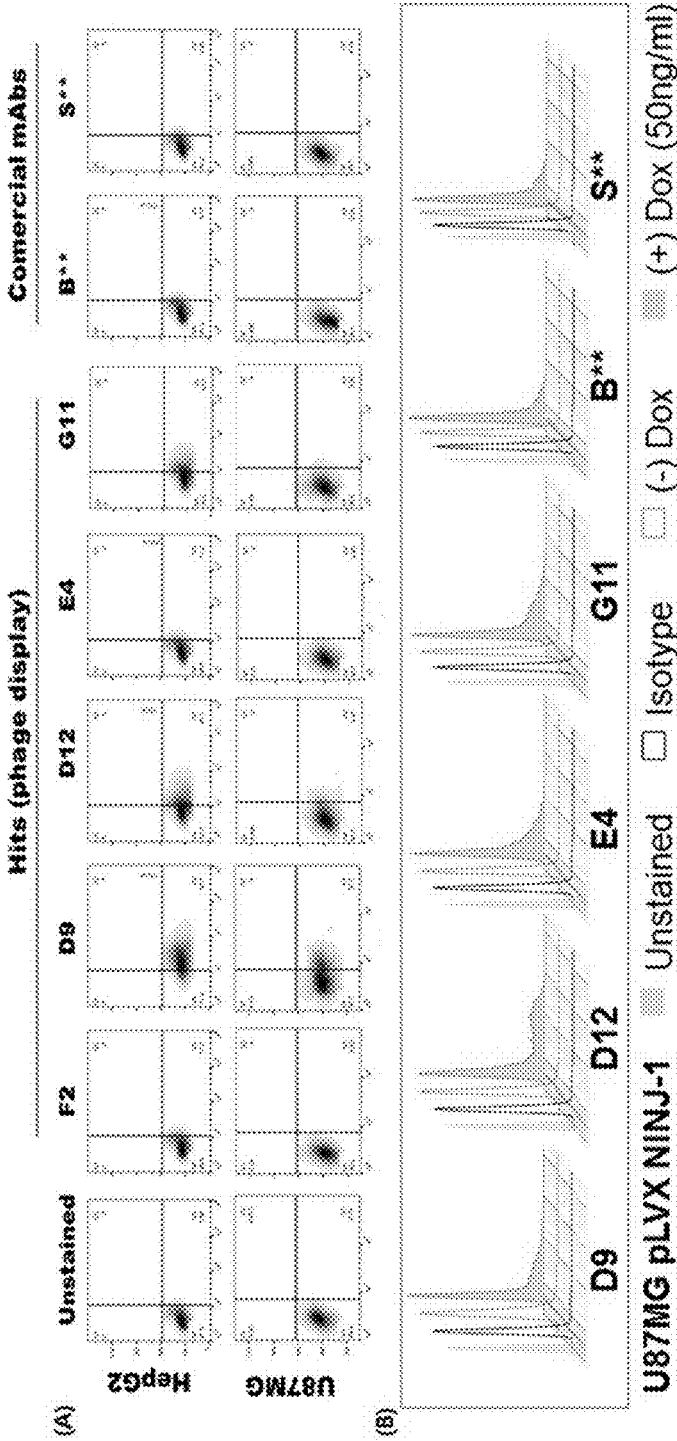 Hits (phage display) Comercial mAbs
Unstained F2 D9 D12 E4 G11 B** S**
(A)
HepG2
U87MG
(B)
D9 D12 E4 G11 B** S**
U87MG pLVX NINJ-1 Unstained Isotype (-) Dox (+) Dox (50ng/ml)